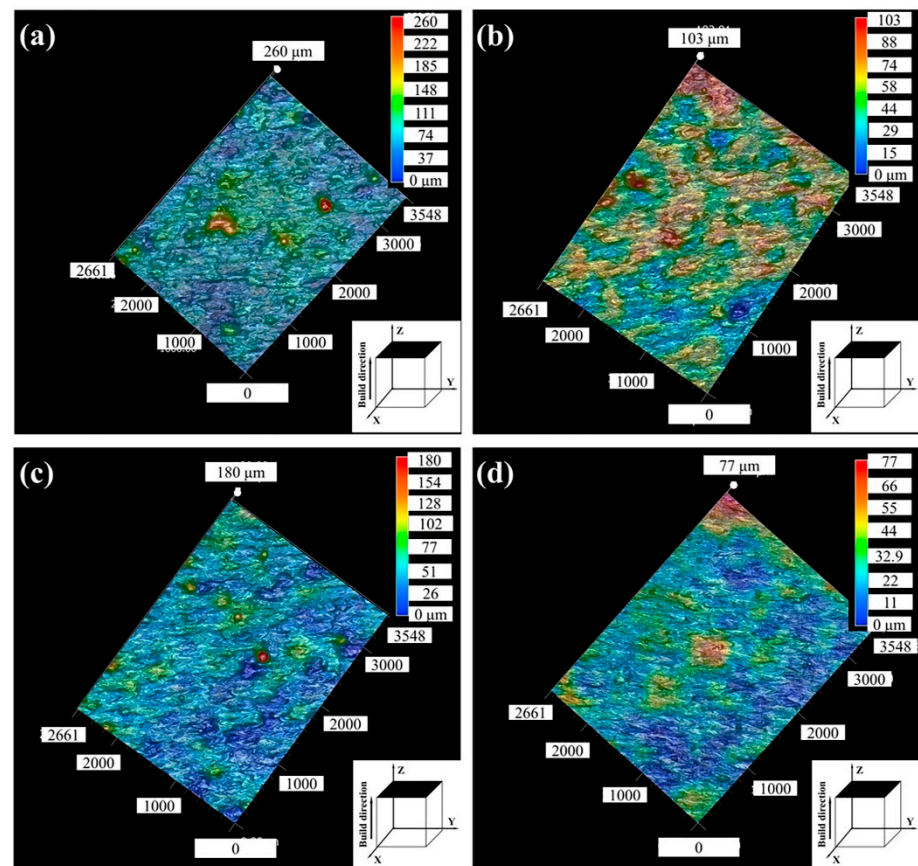 (a)
260 μm
260
222
185
148
111
74
37
0 μm
3548
3000
2000
1000
0
1000
2000
2661
Z
Build direction
Y
X
(b)
103 μm
103
88
74
58
44
29
15
0 μm
3548
3000
2000
1000
0
1000
2000
2661
Z
Build direction
Y
X
(c)
180 μm
180
154
128
102
77
51
26
0 μm
3548
3000
2000
1000
0
1000
2000
2661
Z
Build direction
Y
X
(d)
77 μm
77
66
55
44
32.9
22
11
0 μm
3548
3000
2000
1000
0
1000
2000
2661
Z
Build direction
Y
X